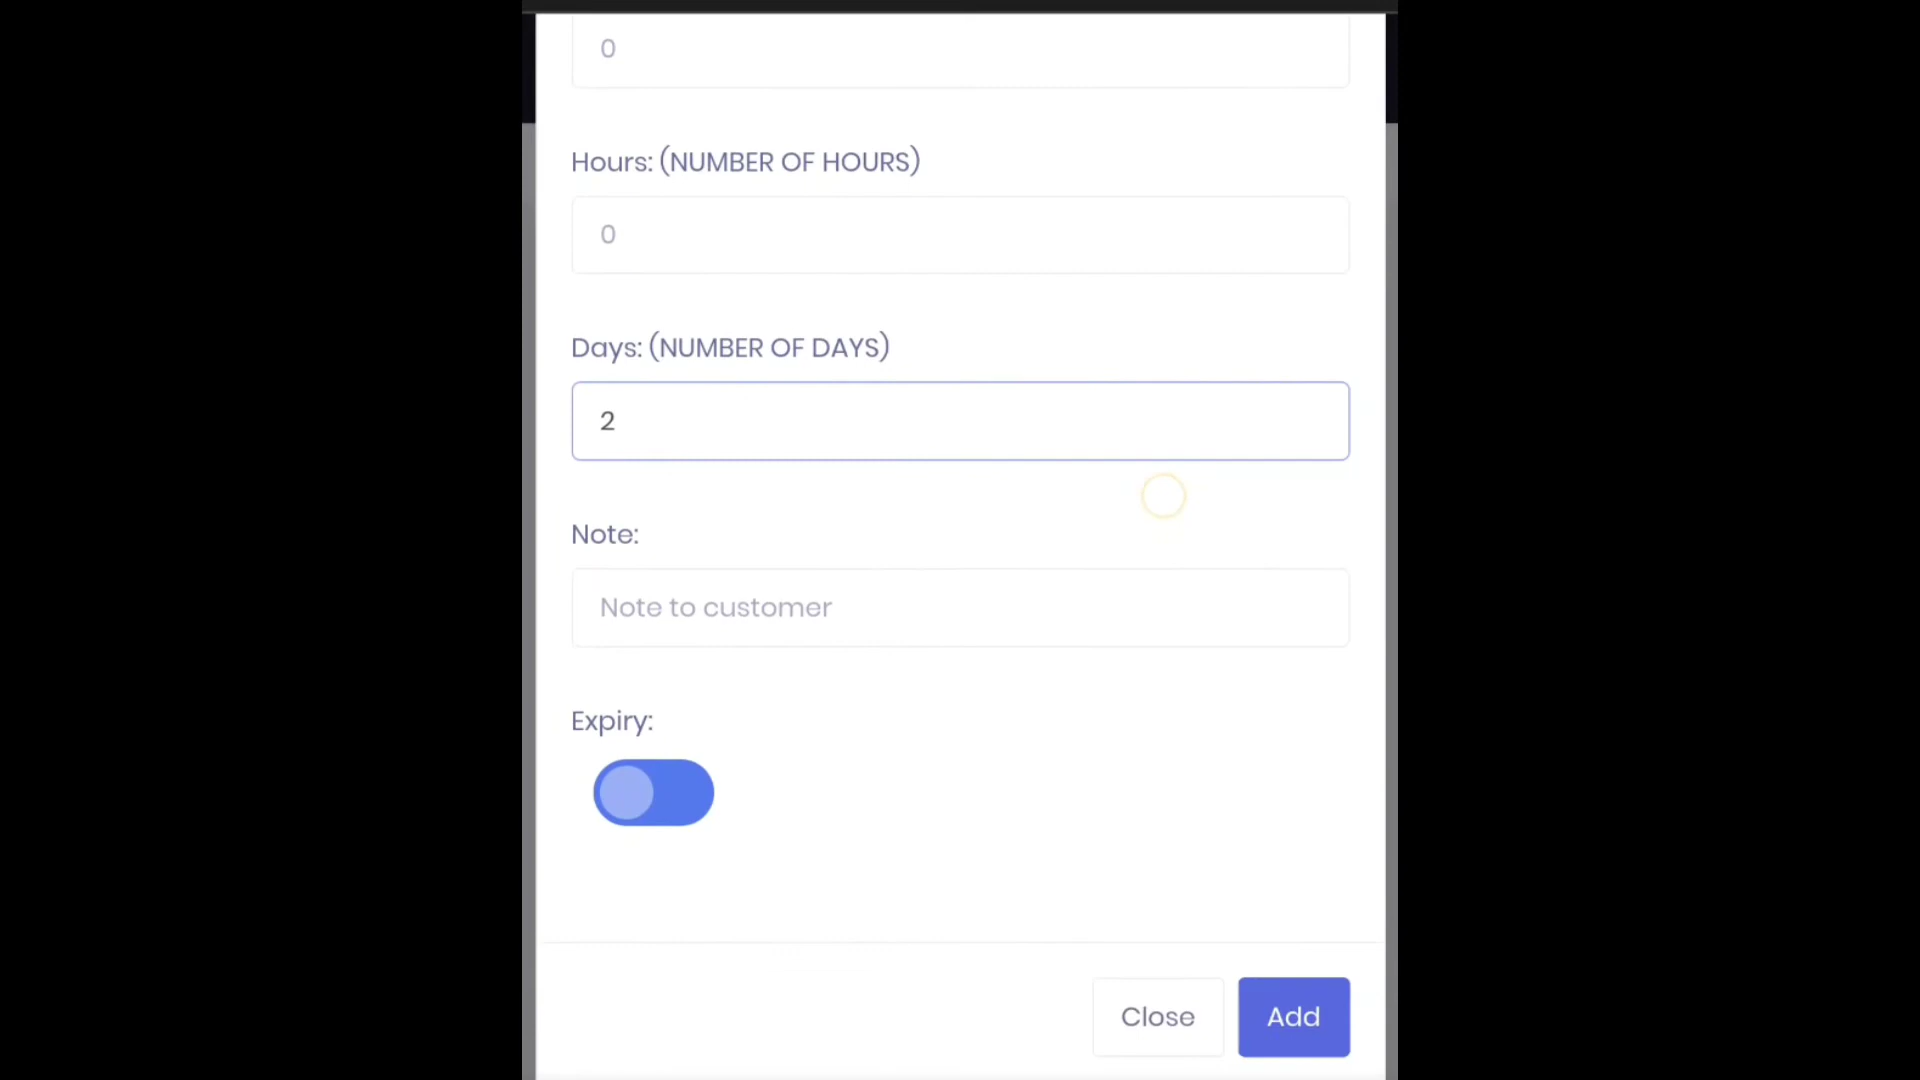 0
Hours: (NUMBER OF HOURS)
0
Days: (NUMBER OF DAYS)
2
Note:
Note to customer
Expiry:
Close
Add